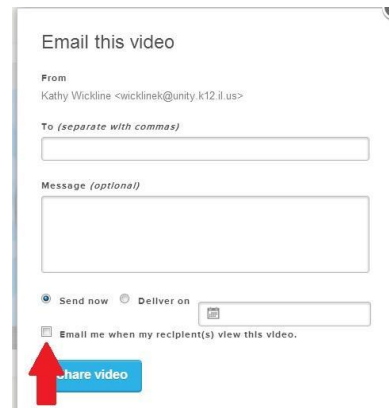 Email this video
From
Kathy Wickline <wicklinek@unity.k12.il.us>
To (separate with commas)
Message (optional)
Send now Deliver on
Email me when my recipient(s) view this video.
hare video